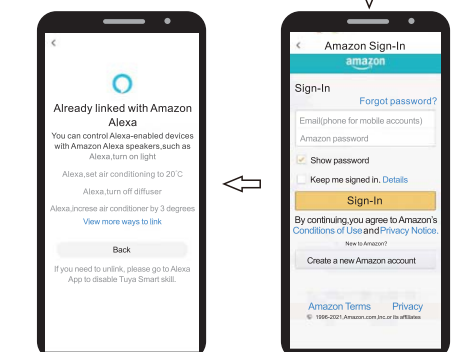 Already linked with Amazon
Alexa
You can control Alexa-enabled devices
with Amazon Alexa speakers,such as
Alexa,turn on light
Alexa,set air conditioning to 20°C
Alexa,turn off diffuser
Alexa,increse air conditioner by 3 degrees
View more ways to link
Back
If you need to unlink, please go to Alexa
App to disable Tuya Smart skill.
Amazon Sign-In
amazon
Sign-In
Forgot password?
Email(phone for mobile accounts)
Amazon password
Show password
Keep me signed in. Details
Sign-In
By continuing,you agree to Amazon's
Conditions of Use and Privacy Notice.
New to Amazon?
Create a new Amazon account
Amazon Terms Privacy
© 1996-2021,Amazon.com,Inc.or its affiliates